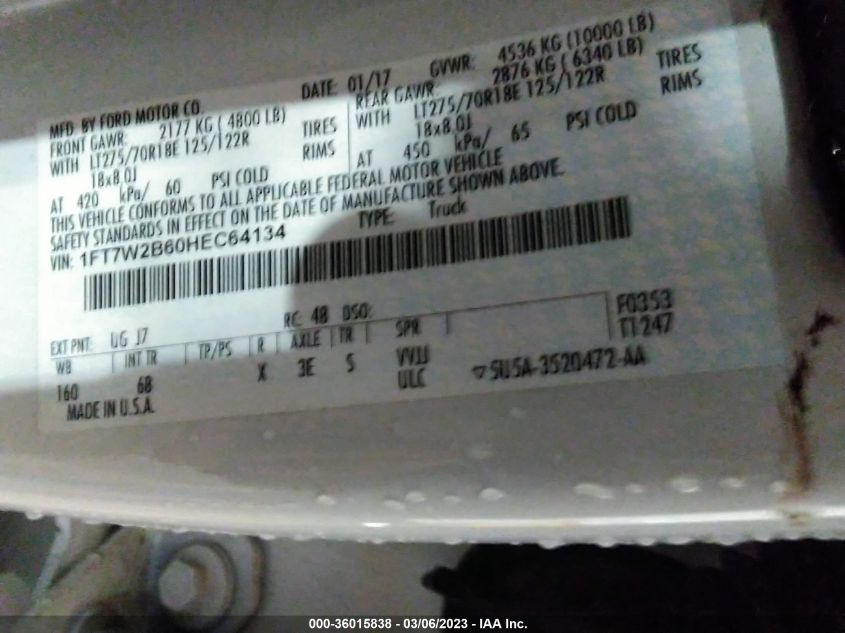 MFD. BY FORD MOTOR CO.
DATE: 01/17 GVWR: 4536 KG (10000 LB)
FRONT GAWR: 2177 KG ( 4800 LB) REAR GAWR: 2876 KG ( 6340 LB)
WITH LT275/70R18E 125/122R TIRES WITH LT275/70R18E 125/122R TIRES
18x8.0J RIMS 18x8.0J RIMS
AT 420 kPa/ 60 PSI COLD AT 450 kPa/ 65 PSI COLD
THIS VEHICLE CONFORMS TO ALL APPLICABLE FEDERAL MOTOR VEHICLE
SAFETY STANDARDS IN EFFECT ON THE DATE OF MANUFACTURE SHOWN ABOVE.
VIN: 1FT7W2B60HEC64134 TYPE: Truck
EXT PNT: UG J7 RC: 48 DSO: F0353
WB INT TR TP/PS R AXLE TR SPR T1247
160 68 X 3E S VVJJ
ULC 5U5A-3520472-AA
MADE IN U.S.A.
000-36015838 - 03/06/2023 - IAA Inc.